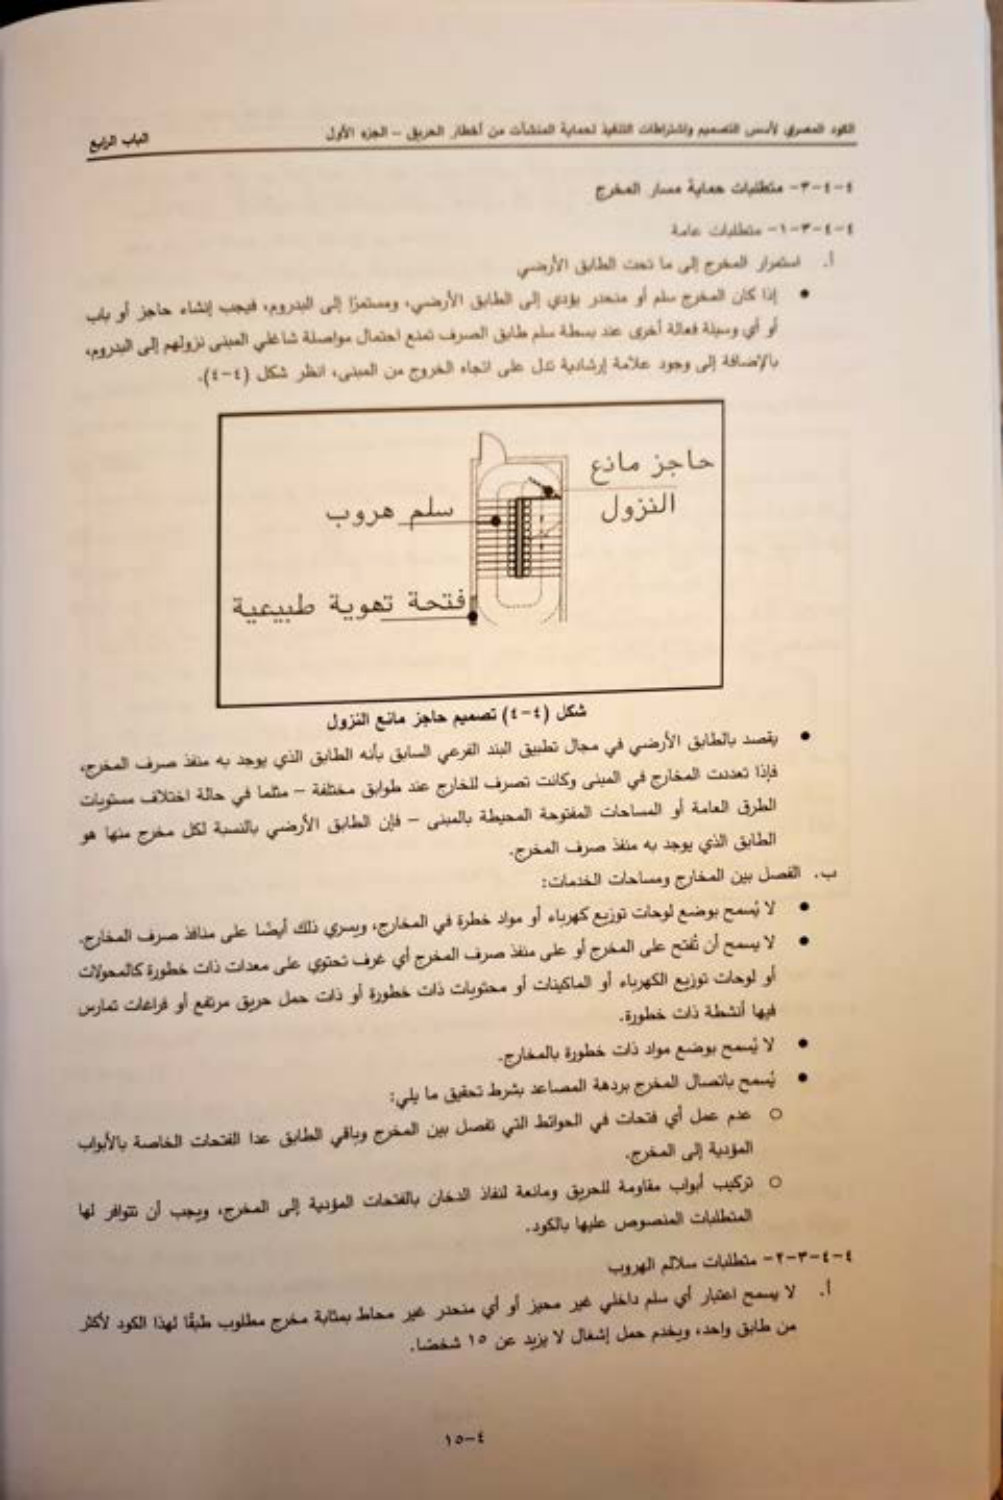 الكود المصري لأسس التصميم واشتراطات التنفيذ لحماية المنشآت من أخطار الحريق – الجزء الأول
الباب الرابع
٤-٤-٣- متطلبات حماية مسار المخرج
٤-٤-٣-١- متطلبات عامة
أ. استمرار المخرج إلى ما تحت الطابق الأرضي
• إذا كان المخرج سلم أو منحدر يؤدي إلى الطابق الأرضي، ومستمرًا إلى البدروم، فيجب إنشاء حاجز أو باب
أو أي وسيلة فعالة أخرى عند بسطة سلم طابق الصرف تمنع احتمال مواصلة شاغلي المبنى نزولهم إلى البدروم،
بالإضافة إلى وجود علامة إرشادية تدل على اتجاه الخروج من المبنى، انظر شكل (٤-٤).
حاجز مانع
النزول
سلم هروب
فتحة تهوية طبيعية
شكل (٤-٤) تصميم حاجز مانع النزول
• يقصد بالطابق الأرضي في مجال تطبيق البند الفرعي السابق بأنه الطابق الذي يوجد به منفذ صرف المخرج،
فإذا تعددت المخارج في المبنى وكانت تصرف للخارج عند طوابق مختلفة – مثلما في حالة اختلاف مستويات
الطرق العامة أو المساحات المفتوحة المحيطة بالمبنى – فإن الطابق الأرضي بالنسبة لكل مخرج منها هو
الطابق الذي يوجد به منفذ صرف المخرج.
ب. الفصل بين المخارج ومساحات الخدمات:
• لا يُسمح بوضع لوحات توزيع كهرباء أو مواد خطرة في المخارج، ويسري ذلك أيضًا على منافذ صرف المخارج.
• لا يسمح أن تُفتح على المخرج أو على منفذ صرف المخرج أي غرف تحتوي على معدات ذات خطورة كالمحولات
أو لوحات توزيع الكهرباء أو الماكينات أو محتويات ذات خطورة أو ذات حمل حريق مرتفع أو فراغات تمارس
فيها أنشطة ذات خطورة.
• لا يُسمح بوضع مواد ذات خطورة بالمخارج.
• يُسمح باتصال المخرج بردهة المصاعد بشرط تحقيق ما يلي:
○ عدم عمل أي فتحات في الحوائط التي تفصل بين المخرج وباقي الطابق عدا الفتحات الخاصة بالأبواب
المؤدية إلى المخرج.
○ تركيب أبواب مقاومة للحريق ومانعة لنفاذ الدخان بالفتحات المؤدية إلى المخرج، ويجب أن تتوافر لها
المتطلبات المنصوص عليها بالكود.
٤-٤-٣-٢- متطلبات سلالم الهروب
أ. لا يسمح اعتبار أي سلم داخلي غير محيز أو أي منحدر غير محاط بمثابة مخرج مطلوب طبقًا لهذا الكود لأكثر
من طابق واحد، ويخدم حمل إشغال لا يزيد عن ١٥ شخصًا.
٤-١٥